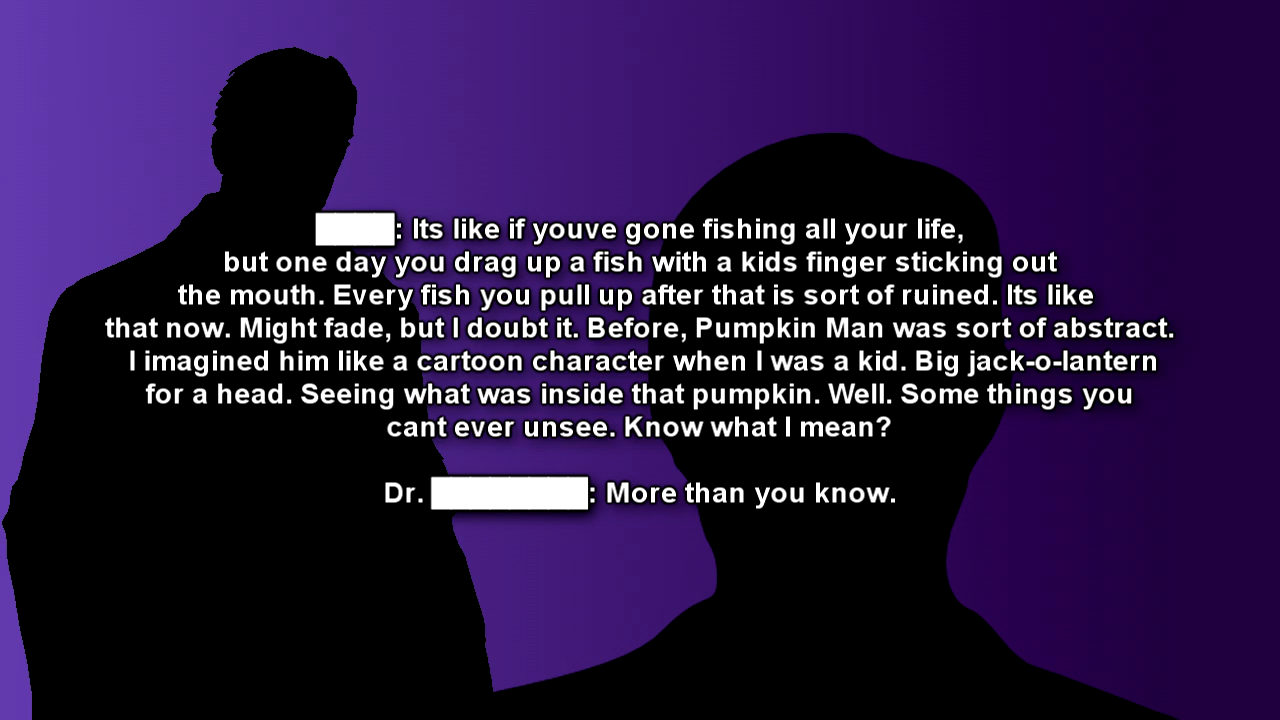 : Its like if youve gone fishing all your life,
but one day you drag up a fish with a kids finger sticking out
the mouth. Every fish you pull up after that is sort of ruined. Its like
that now. Might fade, but I doubt it. Before, Pumpkin Man was sort of abstract.
I imagined him like a cartoon character when I was a kid. Big jack-o-lantern
for a head. Seeing what was inside that pumpkin. Well. Some things you
cant ever unsee. Know what I mean?
Dr. : More than you know.